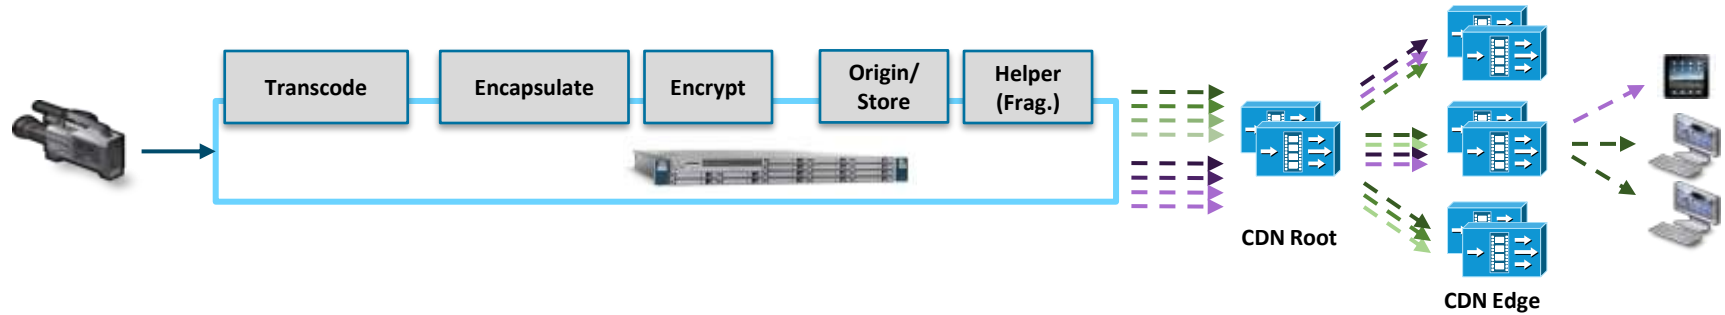 Transcode
Encapsulate
Encrypt
Origin/
Store
Helper
(Frag.)
CDN Root
CDN Edge